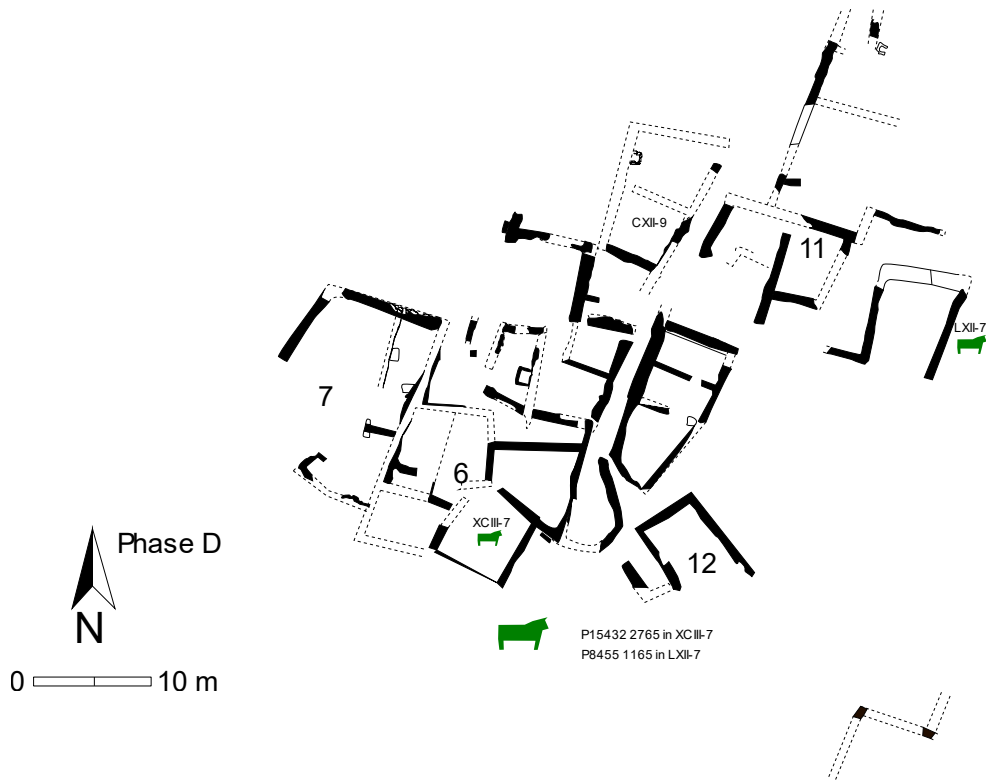 CXII-9
11
LXII-7
7
6
XCIII-7
Phase D
12
N
P15432 2765 in XCIII-7
P8455 1165 in LXII-7
0 10 m